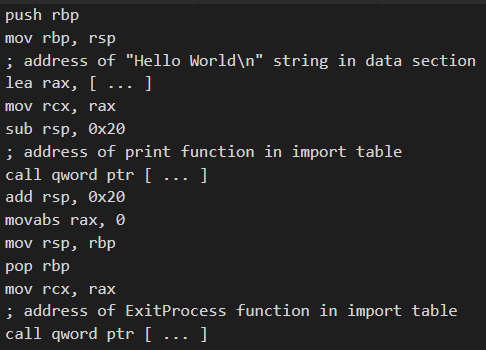 push rbp
mov rbp, rsp
; address of "Hello World\n" string in data section
lea rax, [ ... ]
mov rcx, rax
sub rsp, 0x20
; address of print function in import table
call qword ptr [ ... ]
add rsp, 0x20
movabs rax, 0
mov rsp, rbp
pop rbp
mov rcx, rax
; address of ExitProcess function in import table
call qword ptr [ ... ]